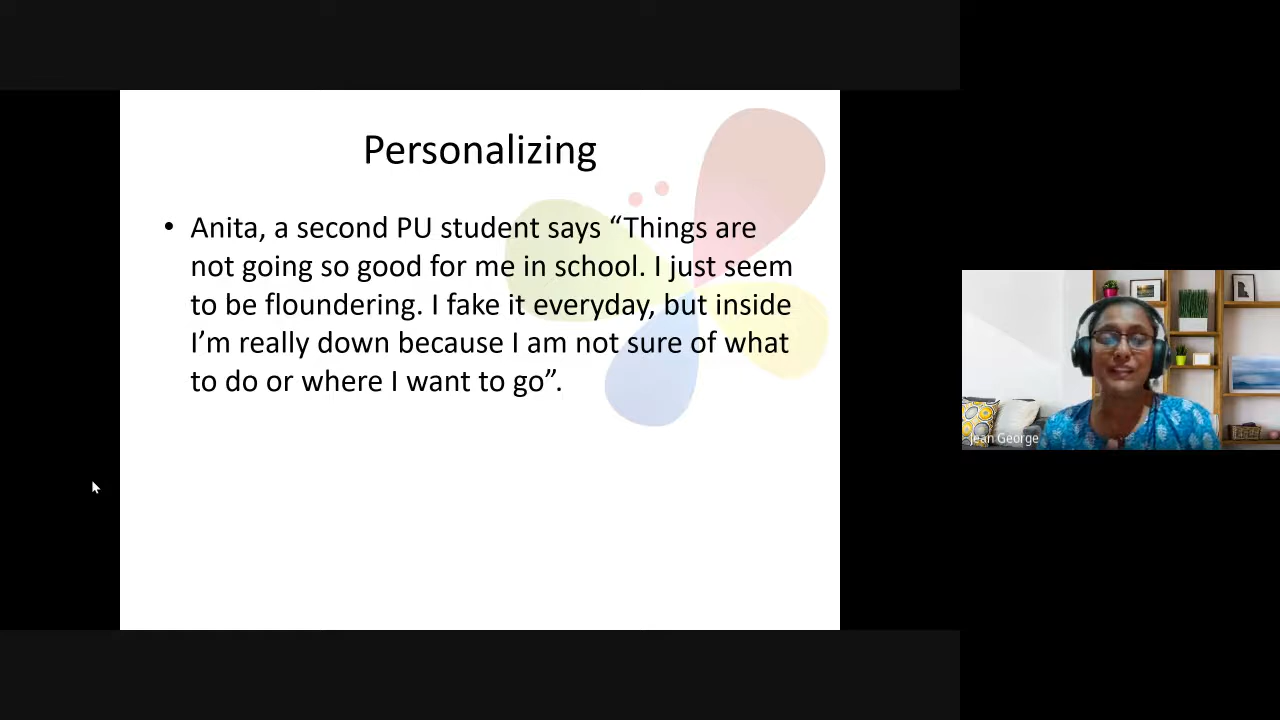 Personalizing
• Anita, a second PU student says “Things are
not going so good for me in school. I just seem
to be floundering. I fake it everyday, but inside
I’m really down because I am not sure of what
to do or where I want to go”.
Jean George